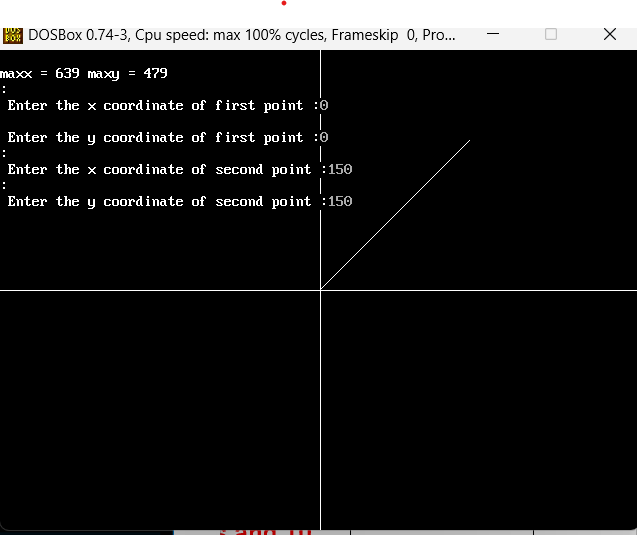 DOS
BOX
DOSBox 0.74-3, Cpu speed: max 100% cycles, Frameskip 0, Pro...
maxx = 639 maxy = 479
:
Enter the x coordinate of first point :0
Enter the y coordinate of first point :0
:
Enter the x coordinate of second point :150
:
Enter the y coordinate of second point :150